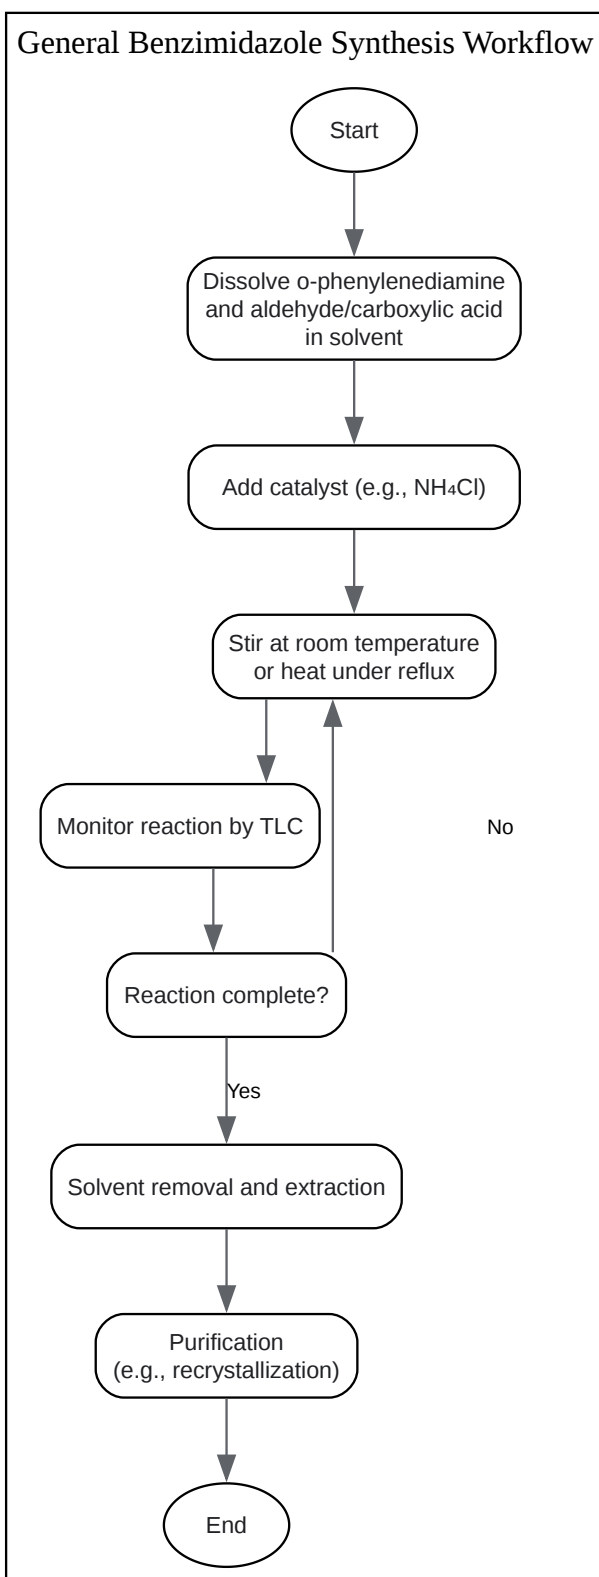 General Benzimidazole Synthesis Workflow
Start
Dissolve o-phenylenediamine
and aldehyde/carboxylic acid
in solvent
Add catalyst (e.g., NH₄Cl)
Stir at room temperature
or heat under reflux
Monitor reaction by TLC
No
Reaction complete?
Yes
Solvent removal and extraction
Purification
(e.g., recrystallization)
End